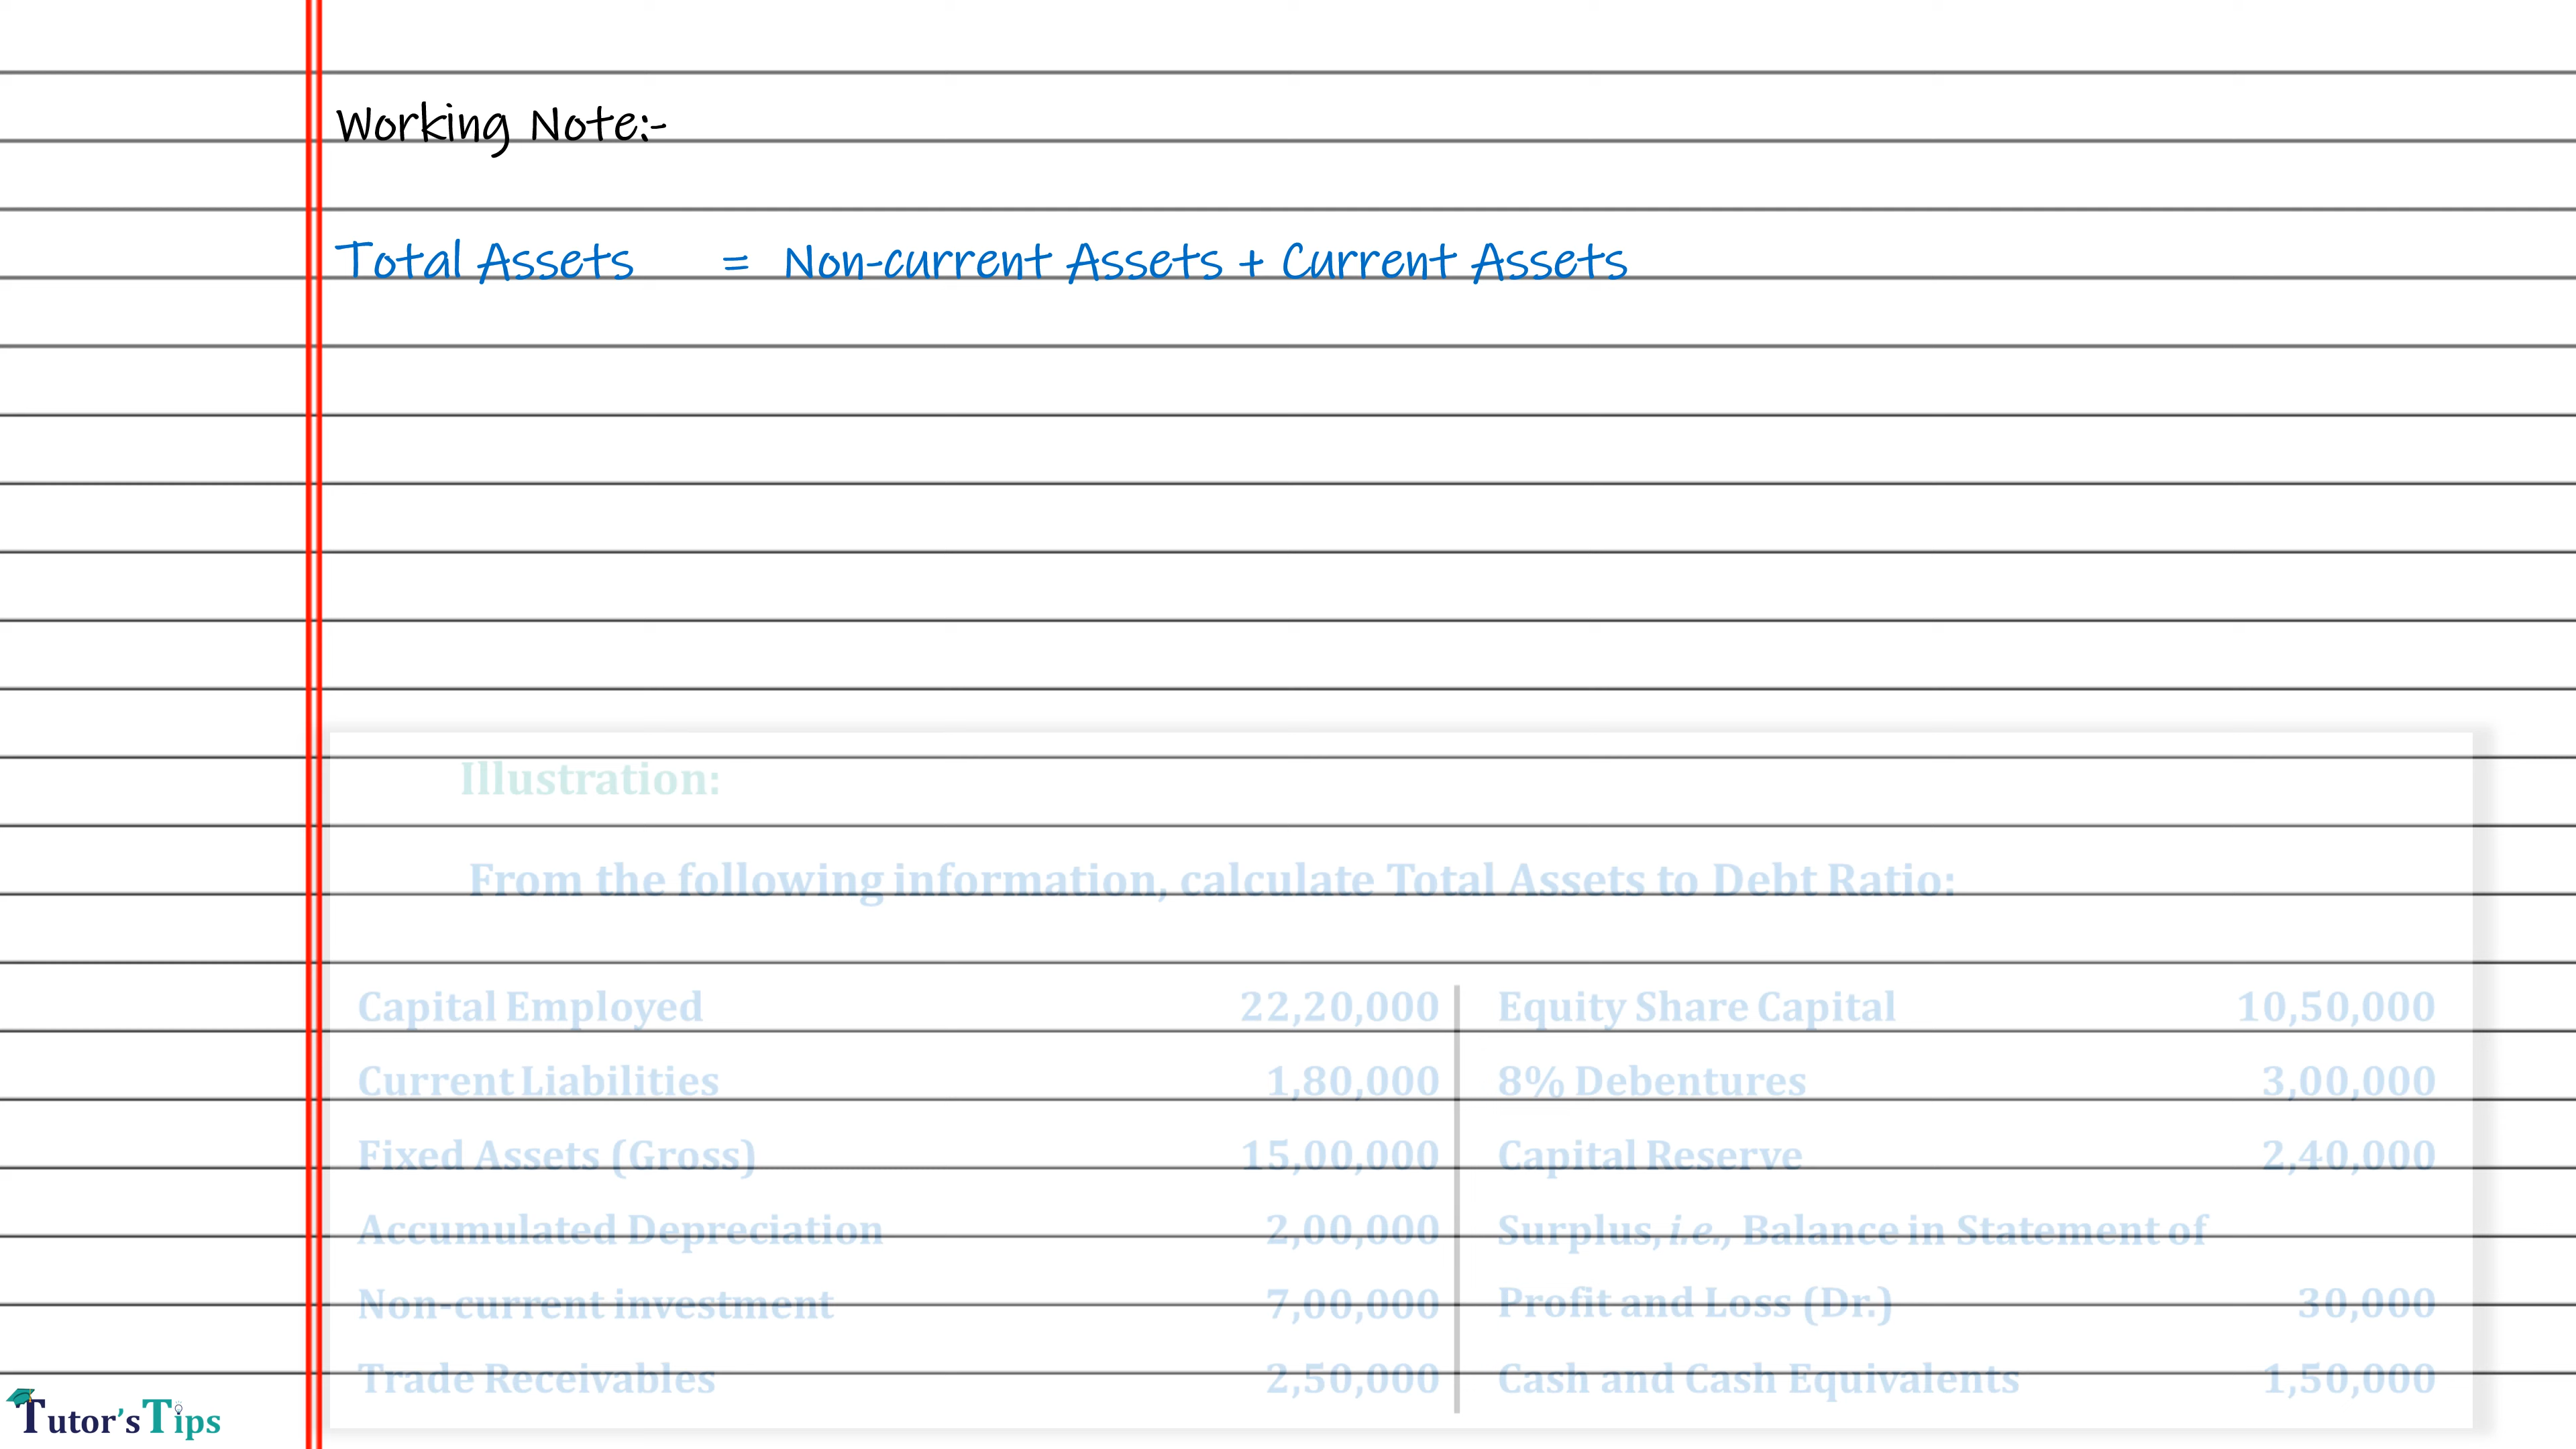 Working Note:-
Total Assets = Non-current Assets + Current Assets
Illustration:
From the following information, calculate Total Assets to Debt Ratio:
Capital Employed 22,20,000 Equity Share Capital 10,50,000
Current Liabilities 1,80,000 8% Debentures 3,00,000
Fixed Assets (Gross) 15,00,000 Capital Reserve 2,40,000
Accumulated Depreciation 2,00,000 Surplus, i.e., Balance in Statement of
Non-current investment 7,00,000 Profit and Loss (Dr.) 30,000
Trade Receivables 2,50,000 Cash and Cash Equivalents 1,50,000
Tutor'sTips